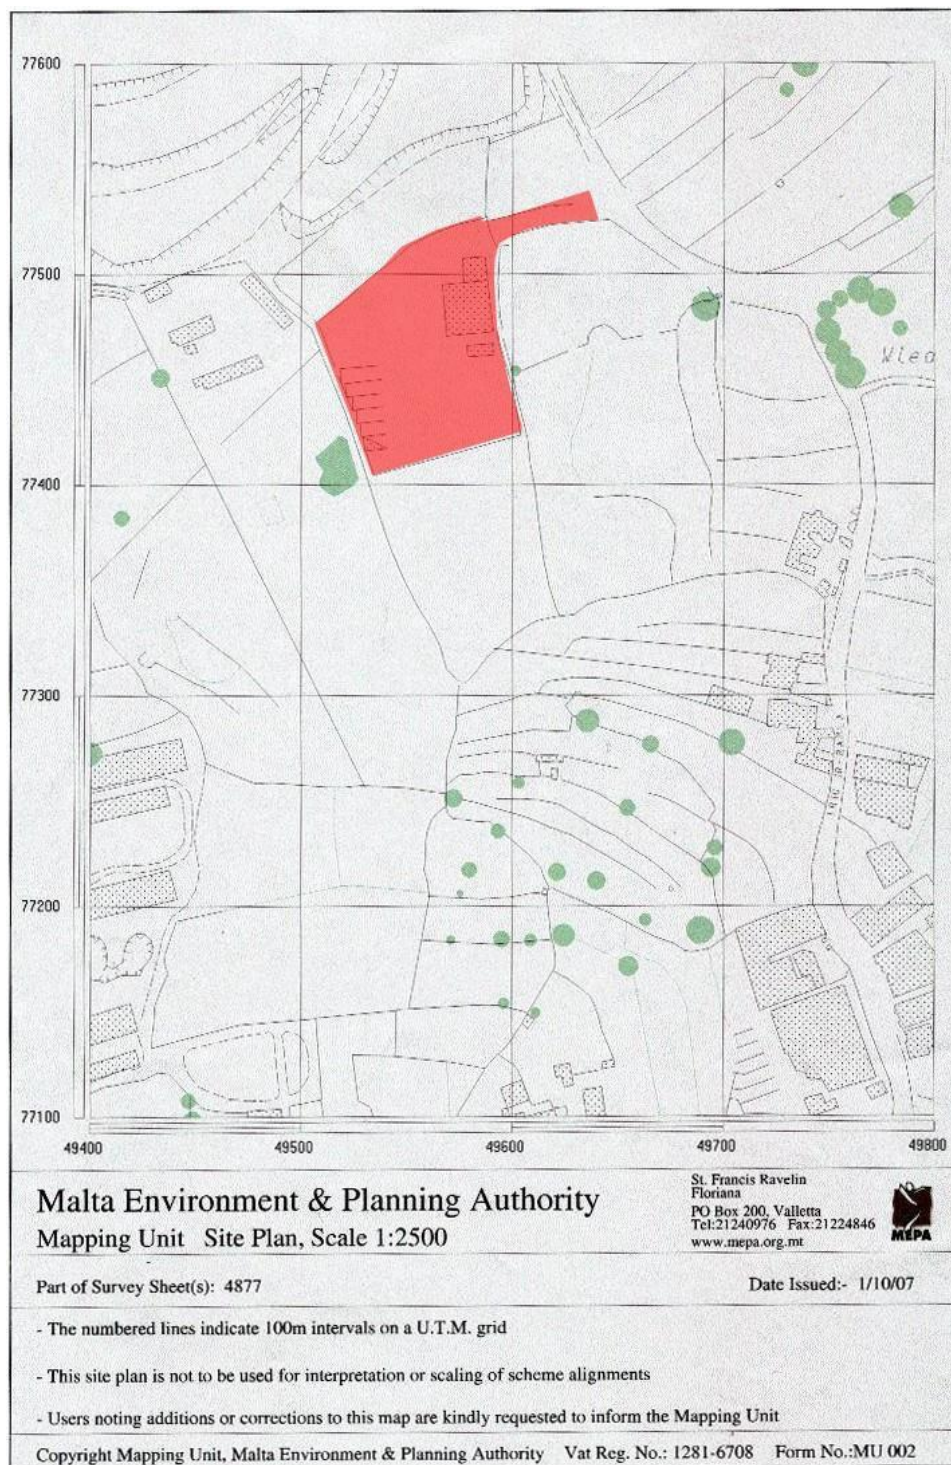 77600
77500
Wied
77400
77300
TRIQ IR-RABAT
77200
77100
49400 49500 49600 49700 49800
Malta Environment & Planning Authority
Mapping Unit Site Plan, Scale 1:2500
St. Francis Ravelin
Floriana
PO Box 200, Valletta
Tel:21240976 Fax:21224846
www.mepa.org.mt
MEPA
Part of Survey Sheet(s): 4877
Date Issued:- 1/10/07
- The numbered lines indicate 100m intervals on a U.T.M. grid
- This site plan is not to be used for interpretation or scaling of scheme alignments
- Users noting additions or corrections to this map are kindly requested to inform the Mapping Unit
Copyright Mapping Unit, Malta Environment & Planning Authority Vat Reg. No.: 1281-6708 Form No.:MU 002